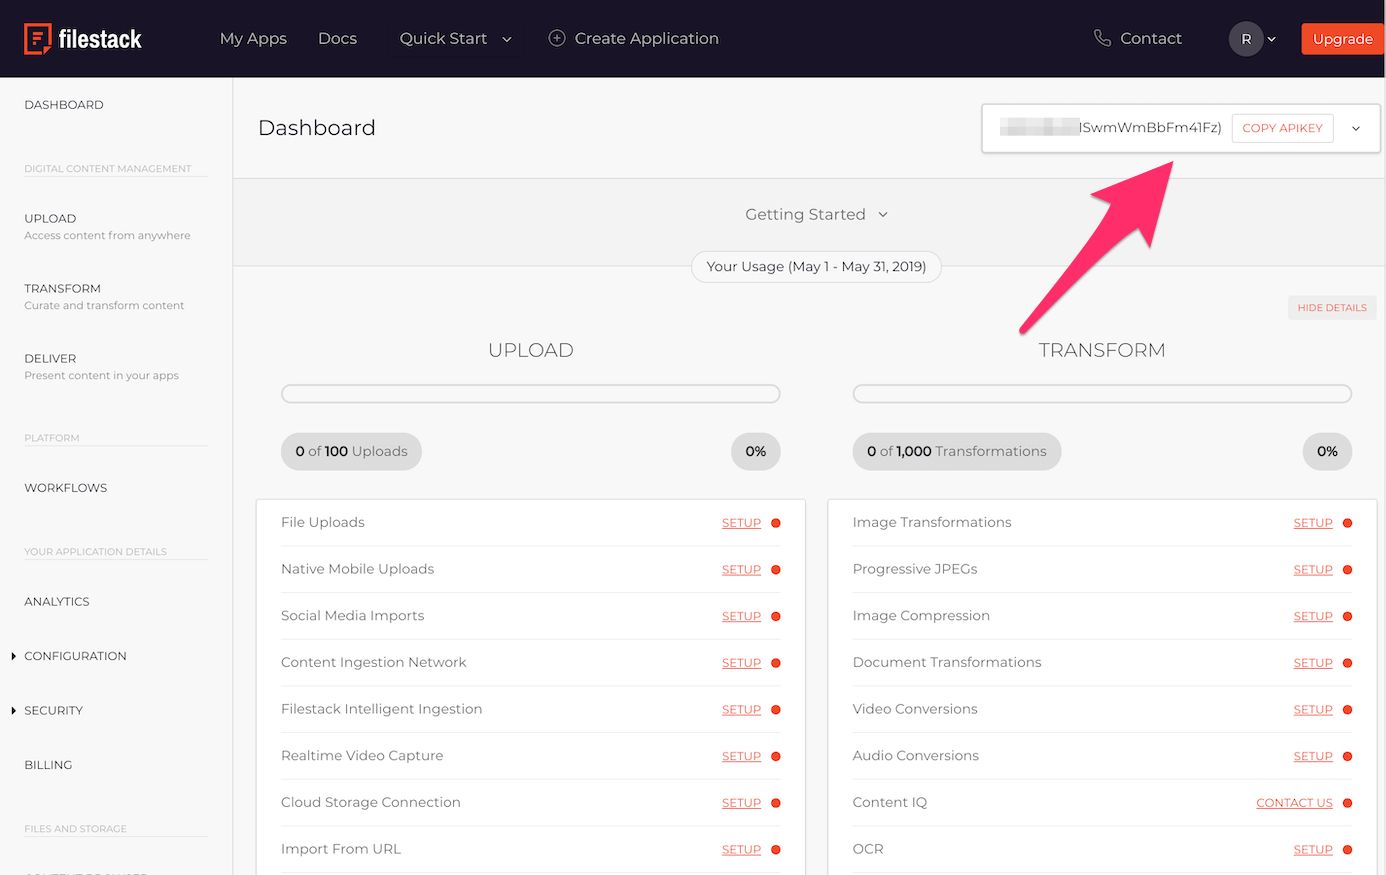 filestack
My Apps
Docs
Quick Start
Create Application
Contact
R
Upgrade
DASHBOARD
DIGITAL CONTENT MANAGEMENT
UPLOAD
Access content from anywhere
TRANSFORM
Curate and transform content
DELIVER
Present content in your apps
PLATFORM
WORKFLOWS
YOUR APPLICATION DETAILS
ANALYTICS
CONFIGURATION
SECURITY
BILLING
FILES AND STORAGE
Dashboard
SwmWmBbFm41Fz)
COPY APIKEY
Getting Started
Your Usage (May 1 - May 31, 2019)
HIDE DETAILS
UPLOAD
0 of 100 Uploads
0%
File Uploads SETUP
Native Mobile Uploads SETUP
Social Media Imports SETUP
Content Ingestion Network SETUP
Filestack Intelligent Ingestion SETUP
Realtime Video Capture SETUP
Cloud Storage Connection SETUP
Import From URL SETUP
TRANSFORM
0 of 1,000 Transformations
0%
Image Transformations SETUP
Progressive JPEGs SETUP
Image Compression SETUP
Document Transformations SETUP
Video Conversions SETUP
Audio Conversions SETUP
Content IQ CONTACT US
OCR SETUP